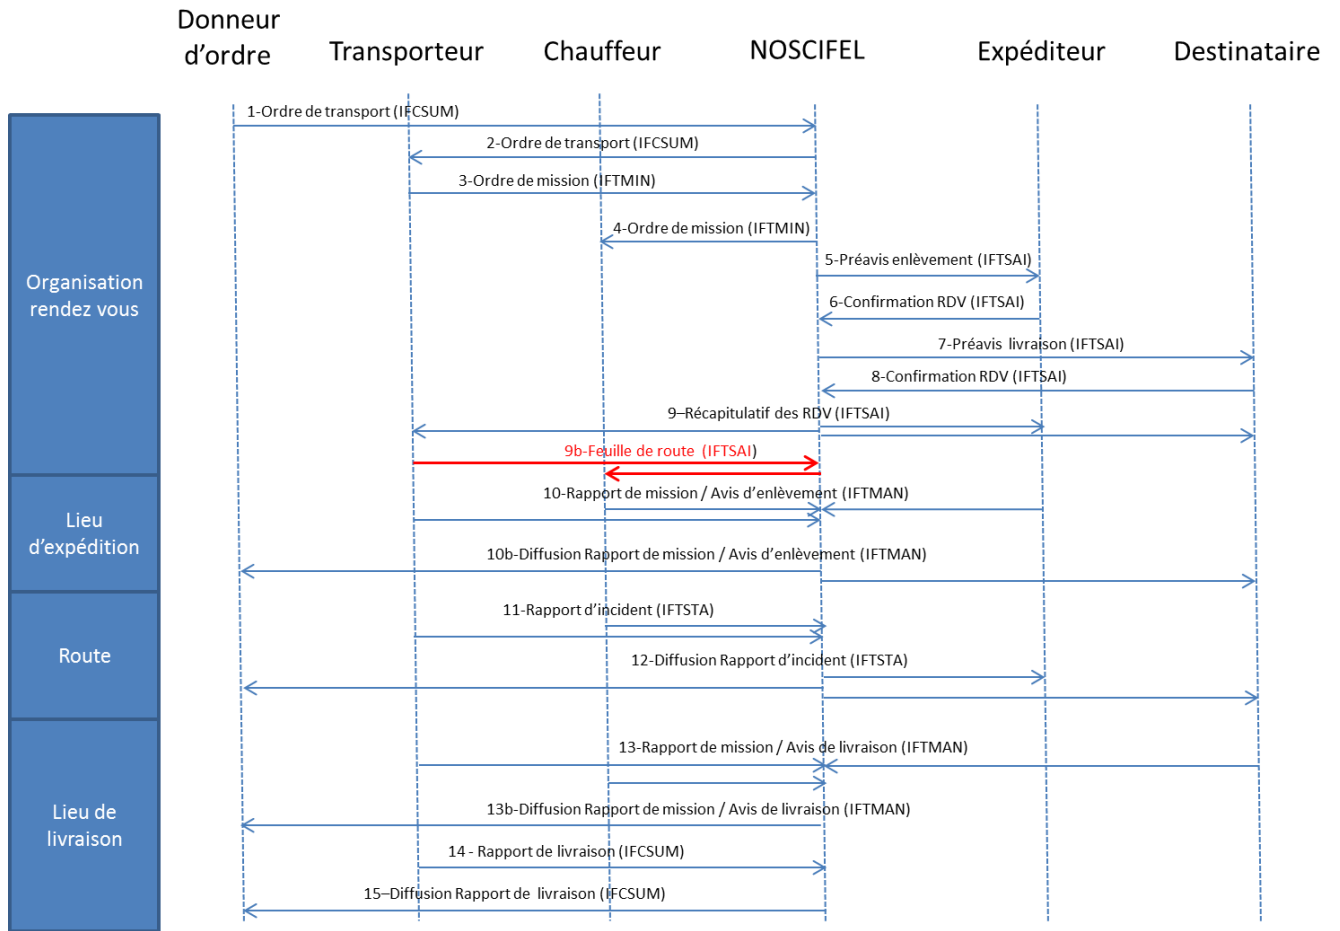 Donneur
d’ordre
Transporteur
Chauffeur
NOSCIFEL
Expéditeur
Destinataire
1-Ordre de transport (IFCSUM)
2-Ordre de transport (IFCSUM)
3-Ordre de mission (IFTMIN)
4-Ordre de mission (IFTMIN)
5-Préavis enlèvement (IFTSAI)
Organisation
rendez vous
6-Confirmation RDV (IFTSAI)
7-Préavis livraison (IFTSAI)
8-Confirmation RDV (IFTSAI)
9–Récapitulatif des RDV (IFTSAI)
9b-Feuille de route (IFTSAI)
10-Rapport de mission / Avis d’enlèvement (IFTMAN)
Lieu
d’expédition
10b-Diffusion Rapport de mission / Avis d’enlèvement (IFTMAN)
11-Rapport d’incident (IFTSTA)
Route
12-Diffusion Rapport d’incident (IFTSTA)
13-Rapport de mission / Avis de livraison (IFTMAN)
Lieu de
livraison
13b-Diffusion Rapport de mission / Avis de livraison (IFTMAN)
14 - Rapport de livraison (IFCSUM)
15–Diffusion Rapport de livraison (IFCSUM)